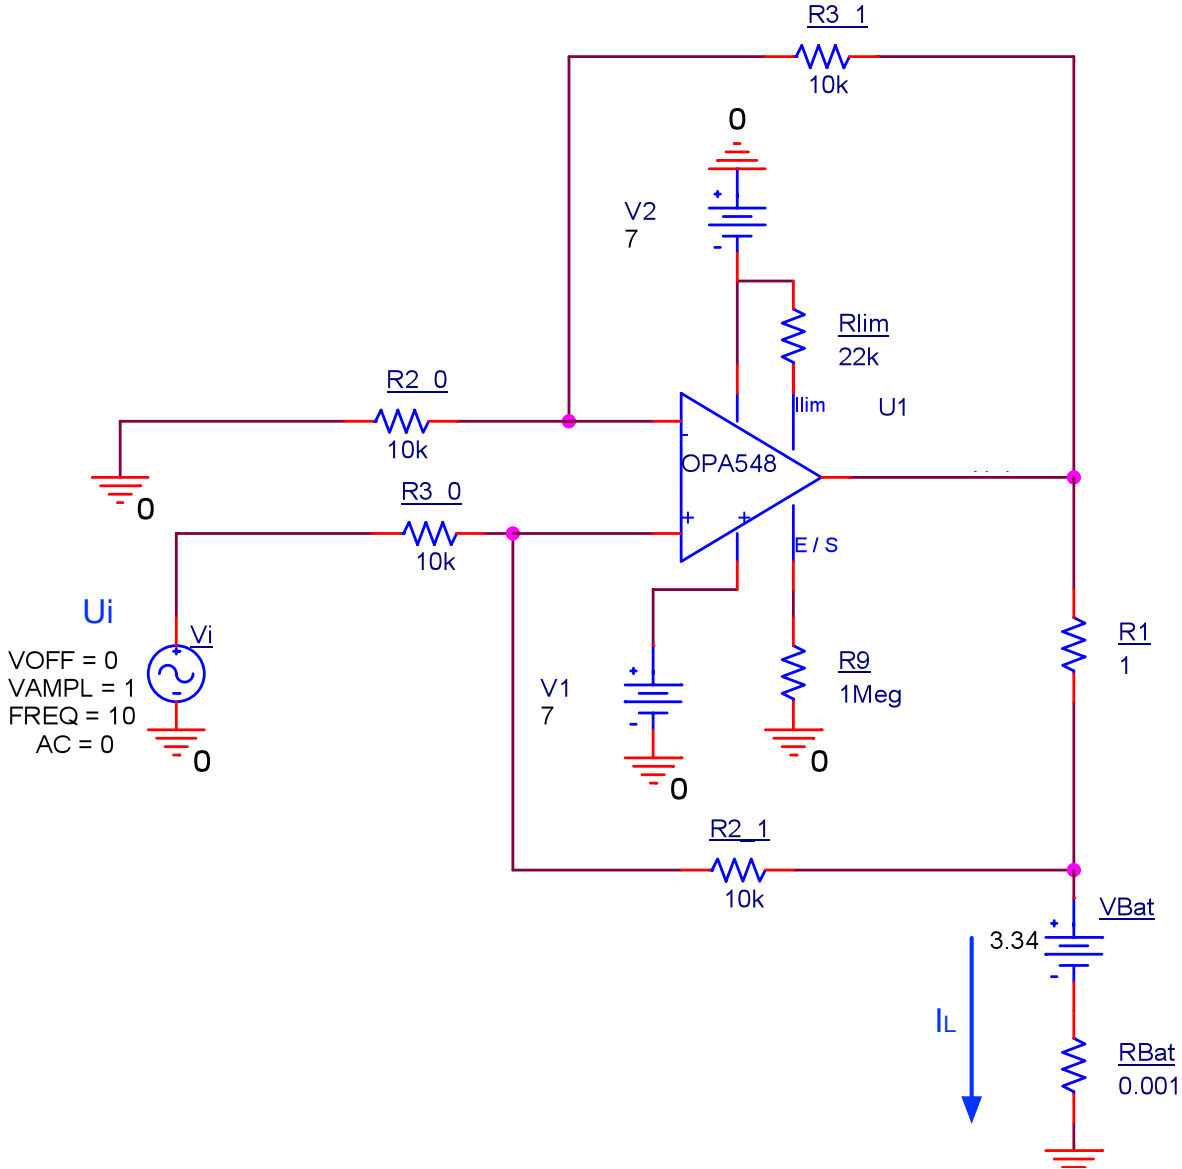 R3_1
10k
0
V2
7
Rlim
22k
Ilim
U1
R2_0
10k
OPA548
0
R3_0
10k
E / S
Ui
Vi
VOFF = 0
VAMPL = 1
FREQ = 10
AC = 0
0
V1
7
0
R9
1Meg
0
R1
1
R2_1
10k
VBat
3.34
IL
RBat
0.001